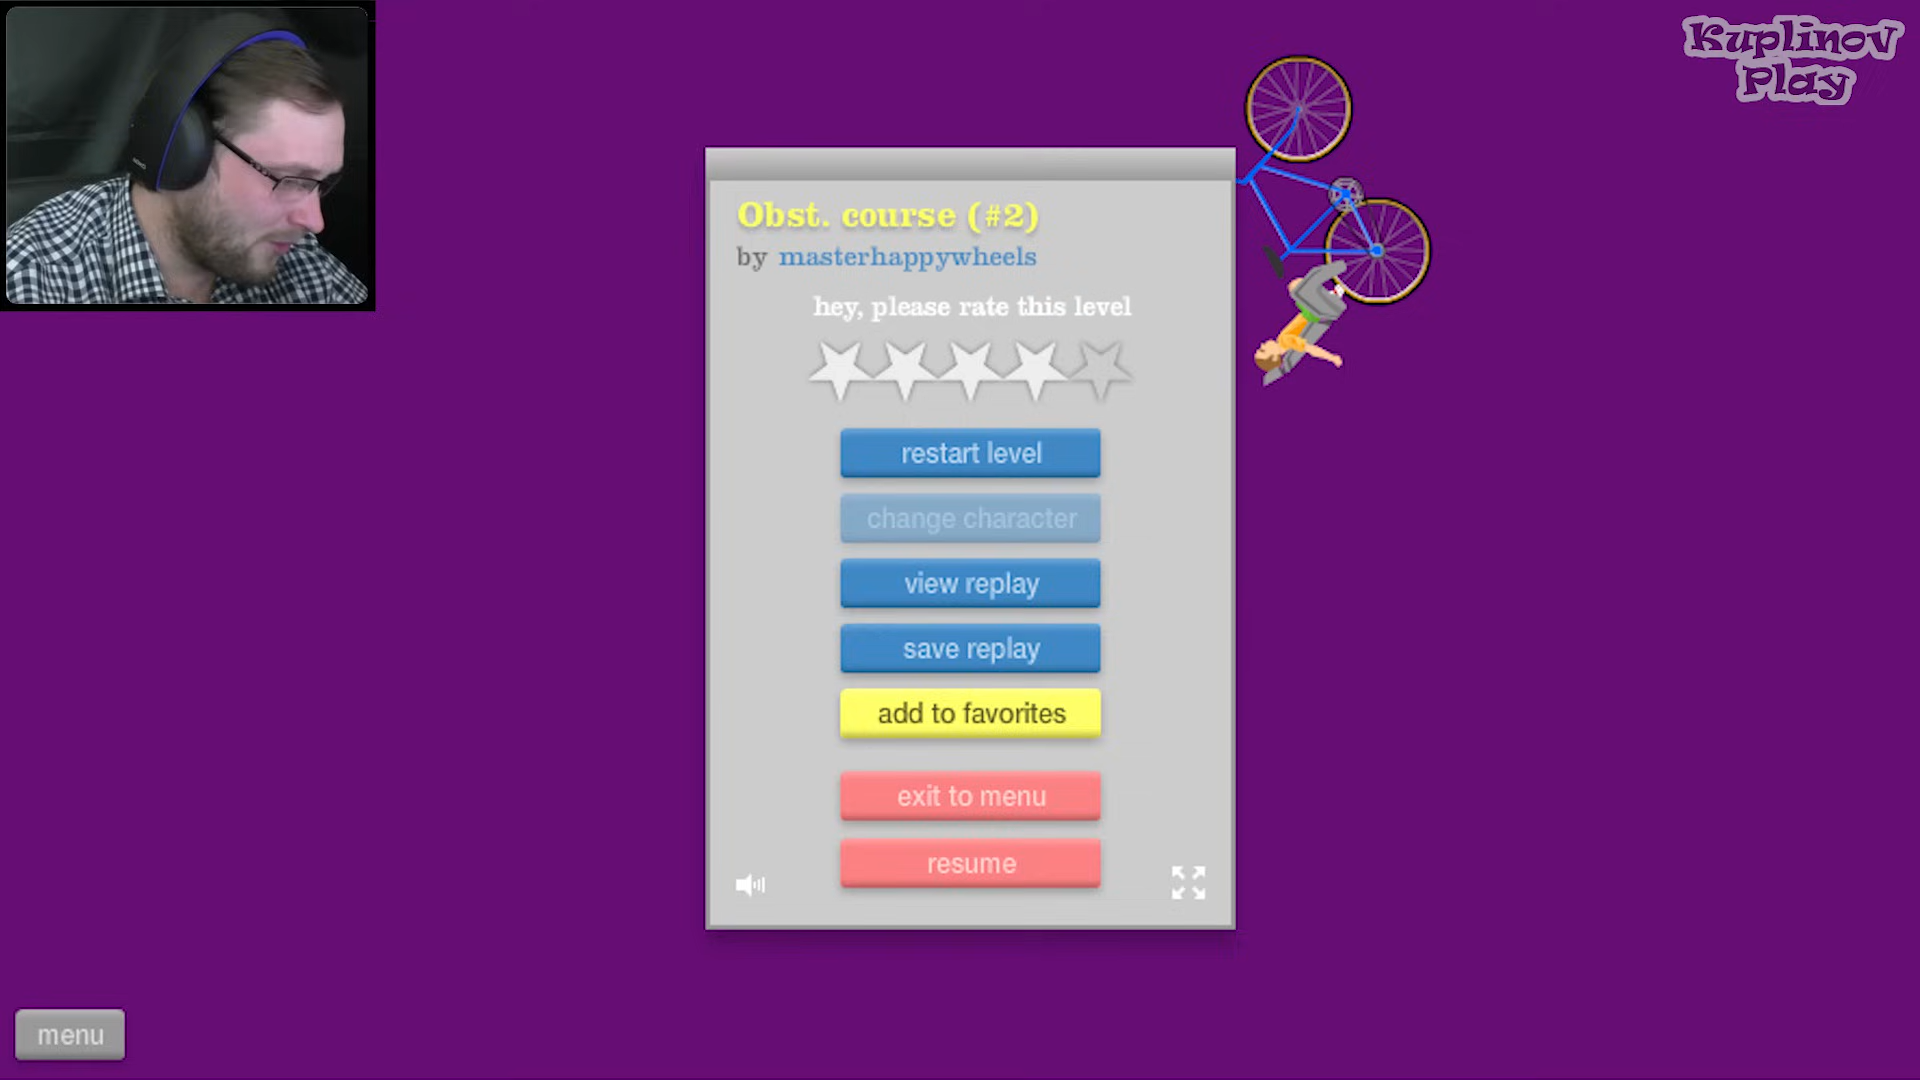 Kuplinov
Play
Obst. course (#2)
by masterhappywheels
hey, please rate this level
restart level
change character
view replay
save replay
add to favorites
exit to menu
resume
menu